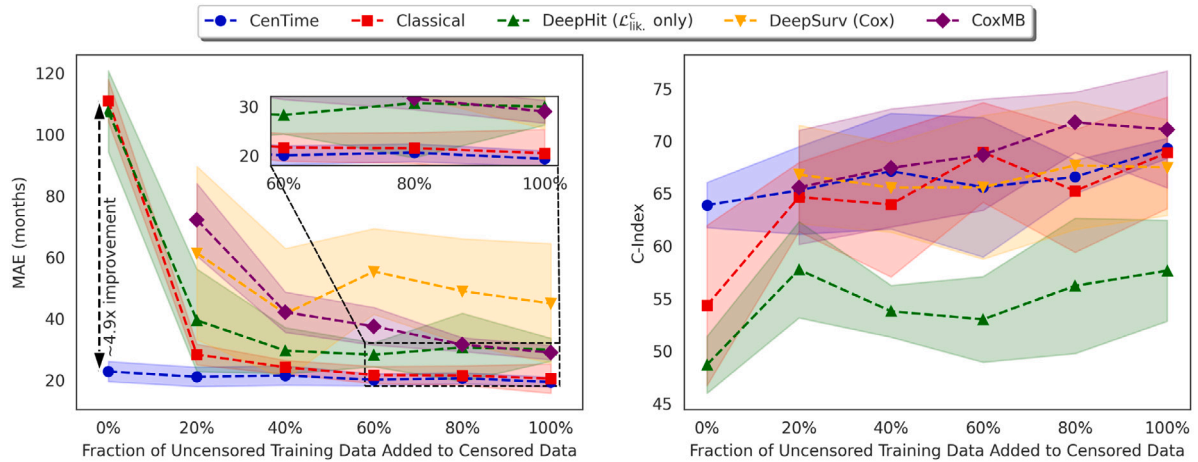 CenTime Classical DeepHit (ℒᶜlik. only) DeepSurv (Cox) CoxMB
MAE (months)
120
100
80
60
40
20
~4.9x improvement
30
20
60% 80% 100%
0% 20% 40% 60% 80% 100%
Fraction of Uncensored Training Data Added to Censored Data
C-Index
75
70
65
60
55
50
45
0% 20% 40% 60% 80% 100%
Fraction of Uncensored Training Data Added to Censored Data